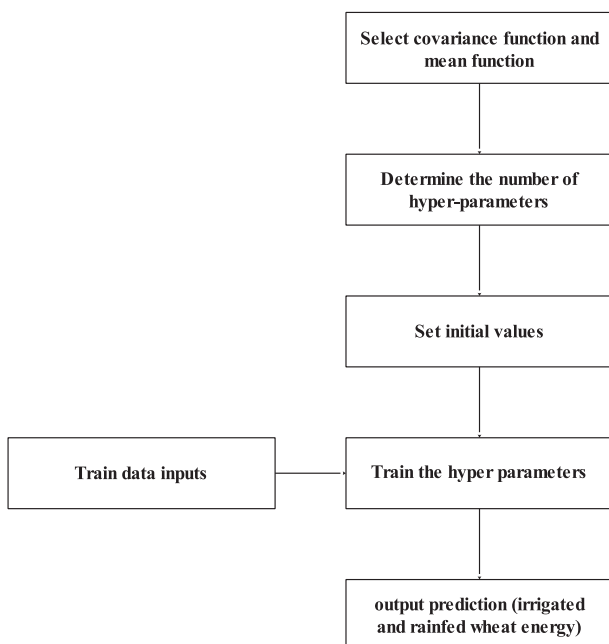 Select covariance function and
mean function
Determine the number of
hyper-parameters
Set initial values
Train data inputs
Train the hyper parameters
output prediction (irrigated
and rainfed wheat energy)